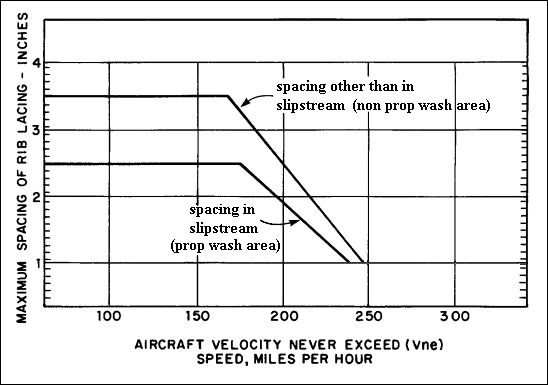 MAXIMUM SPACING OF RIB LACING - INCHES
4
3
2
1
spacing other than in
slipstream (non prop wash area)
spacing in
slipstream
(prop wash area)
100
150
200
250
300
AIRCRAFT VELOCITY NEVER EXCEED (Vne)
SPEED, MILES PER HOUR